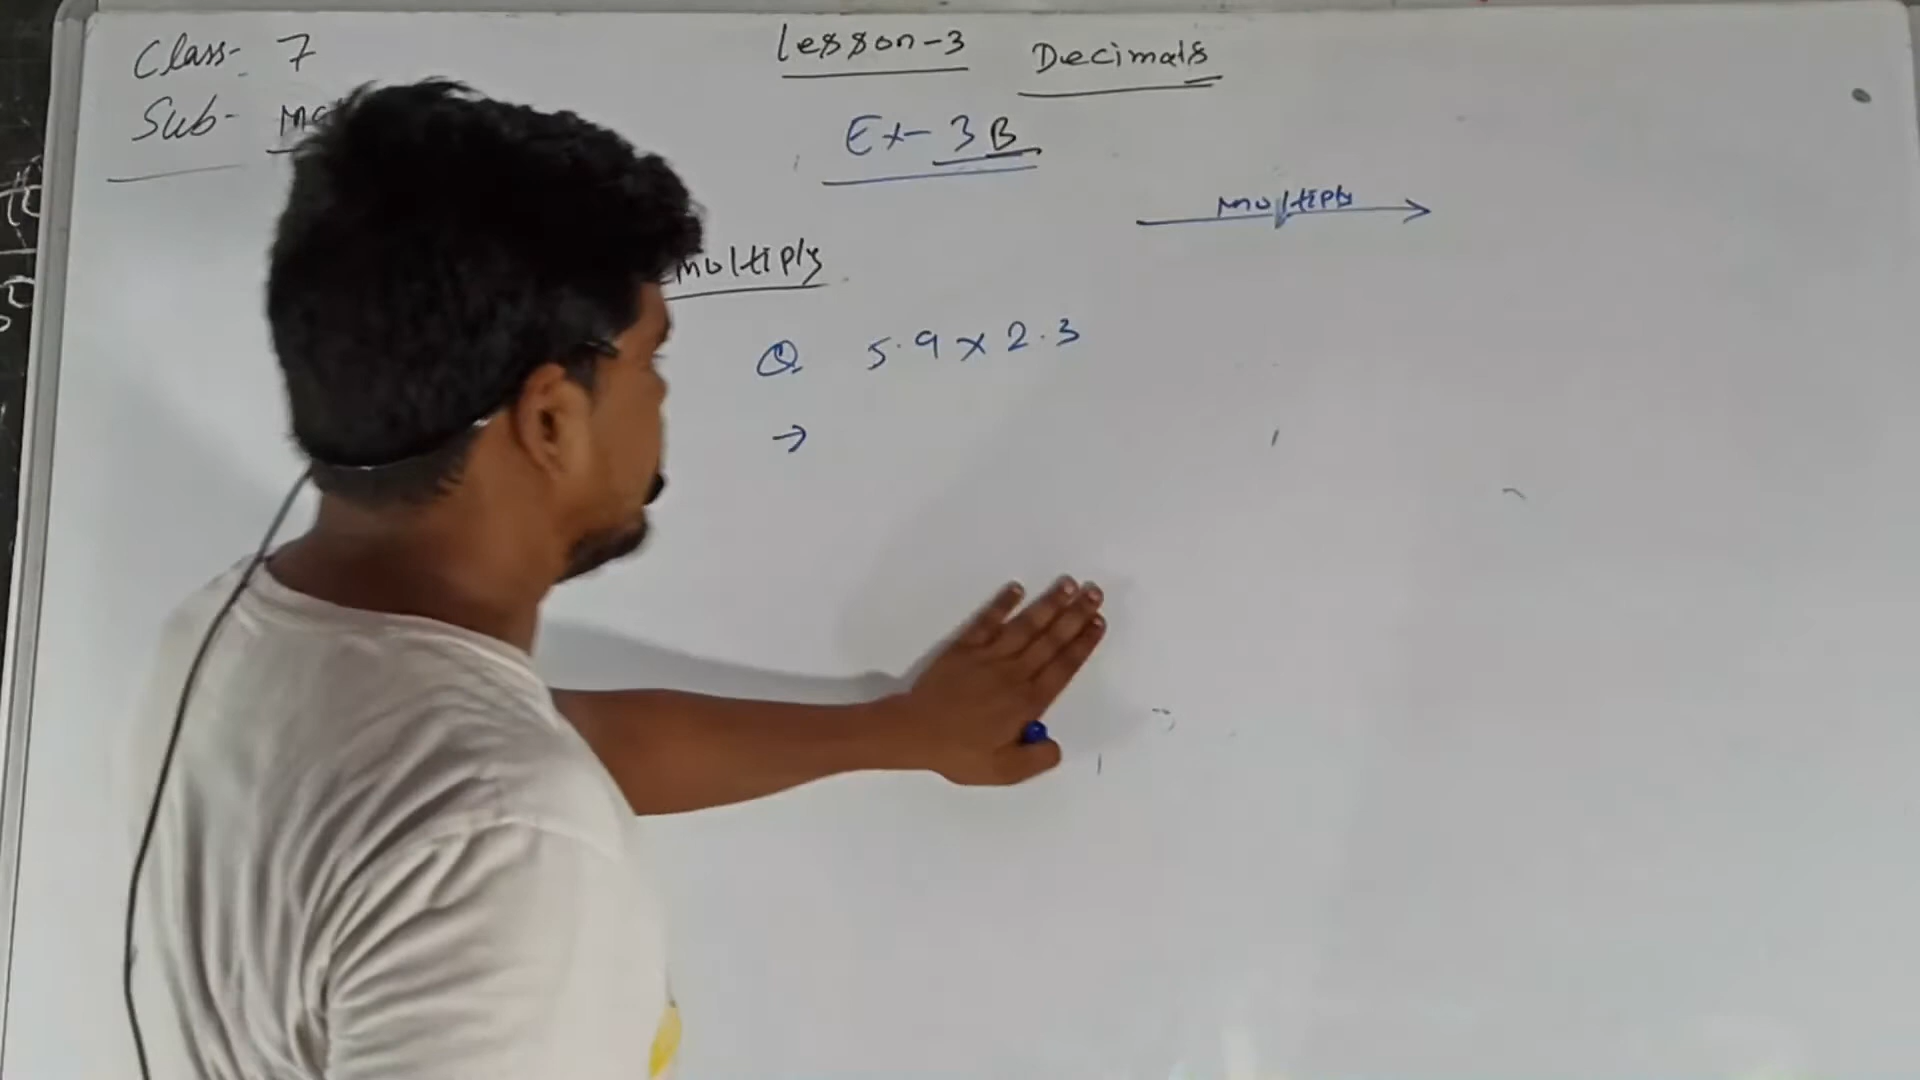 Class- 7
Lesson-3 Decimals
Sub-
Ex- 3B
Multiply
multiply
Q. 5.9 x 2.3
→